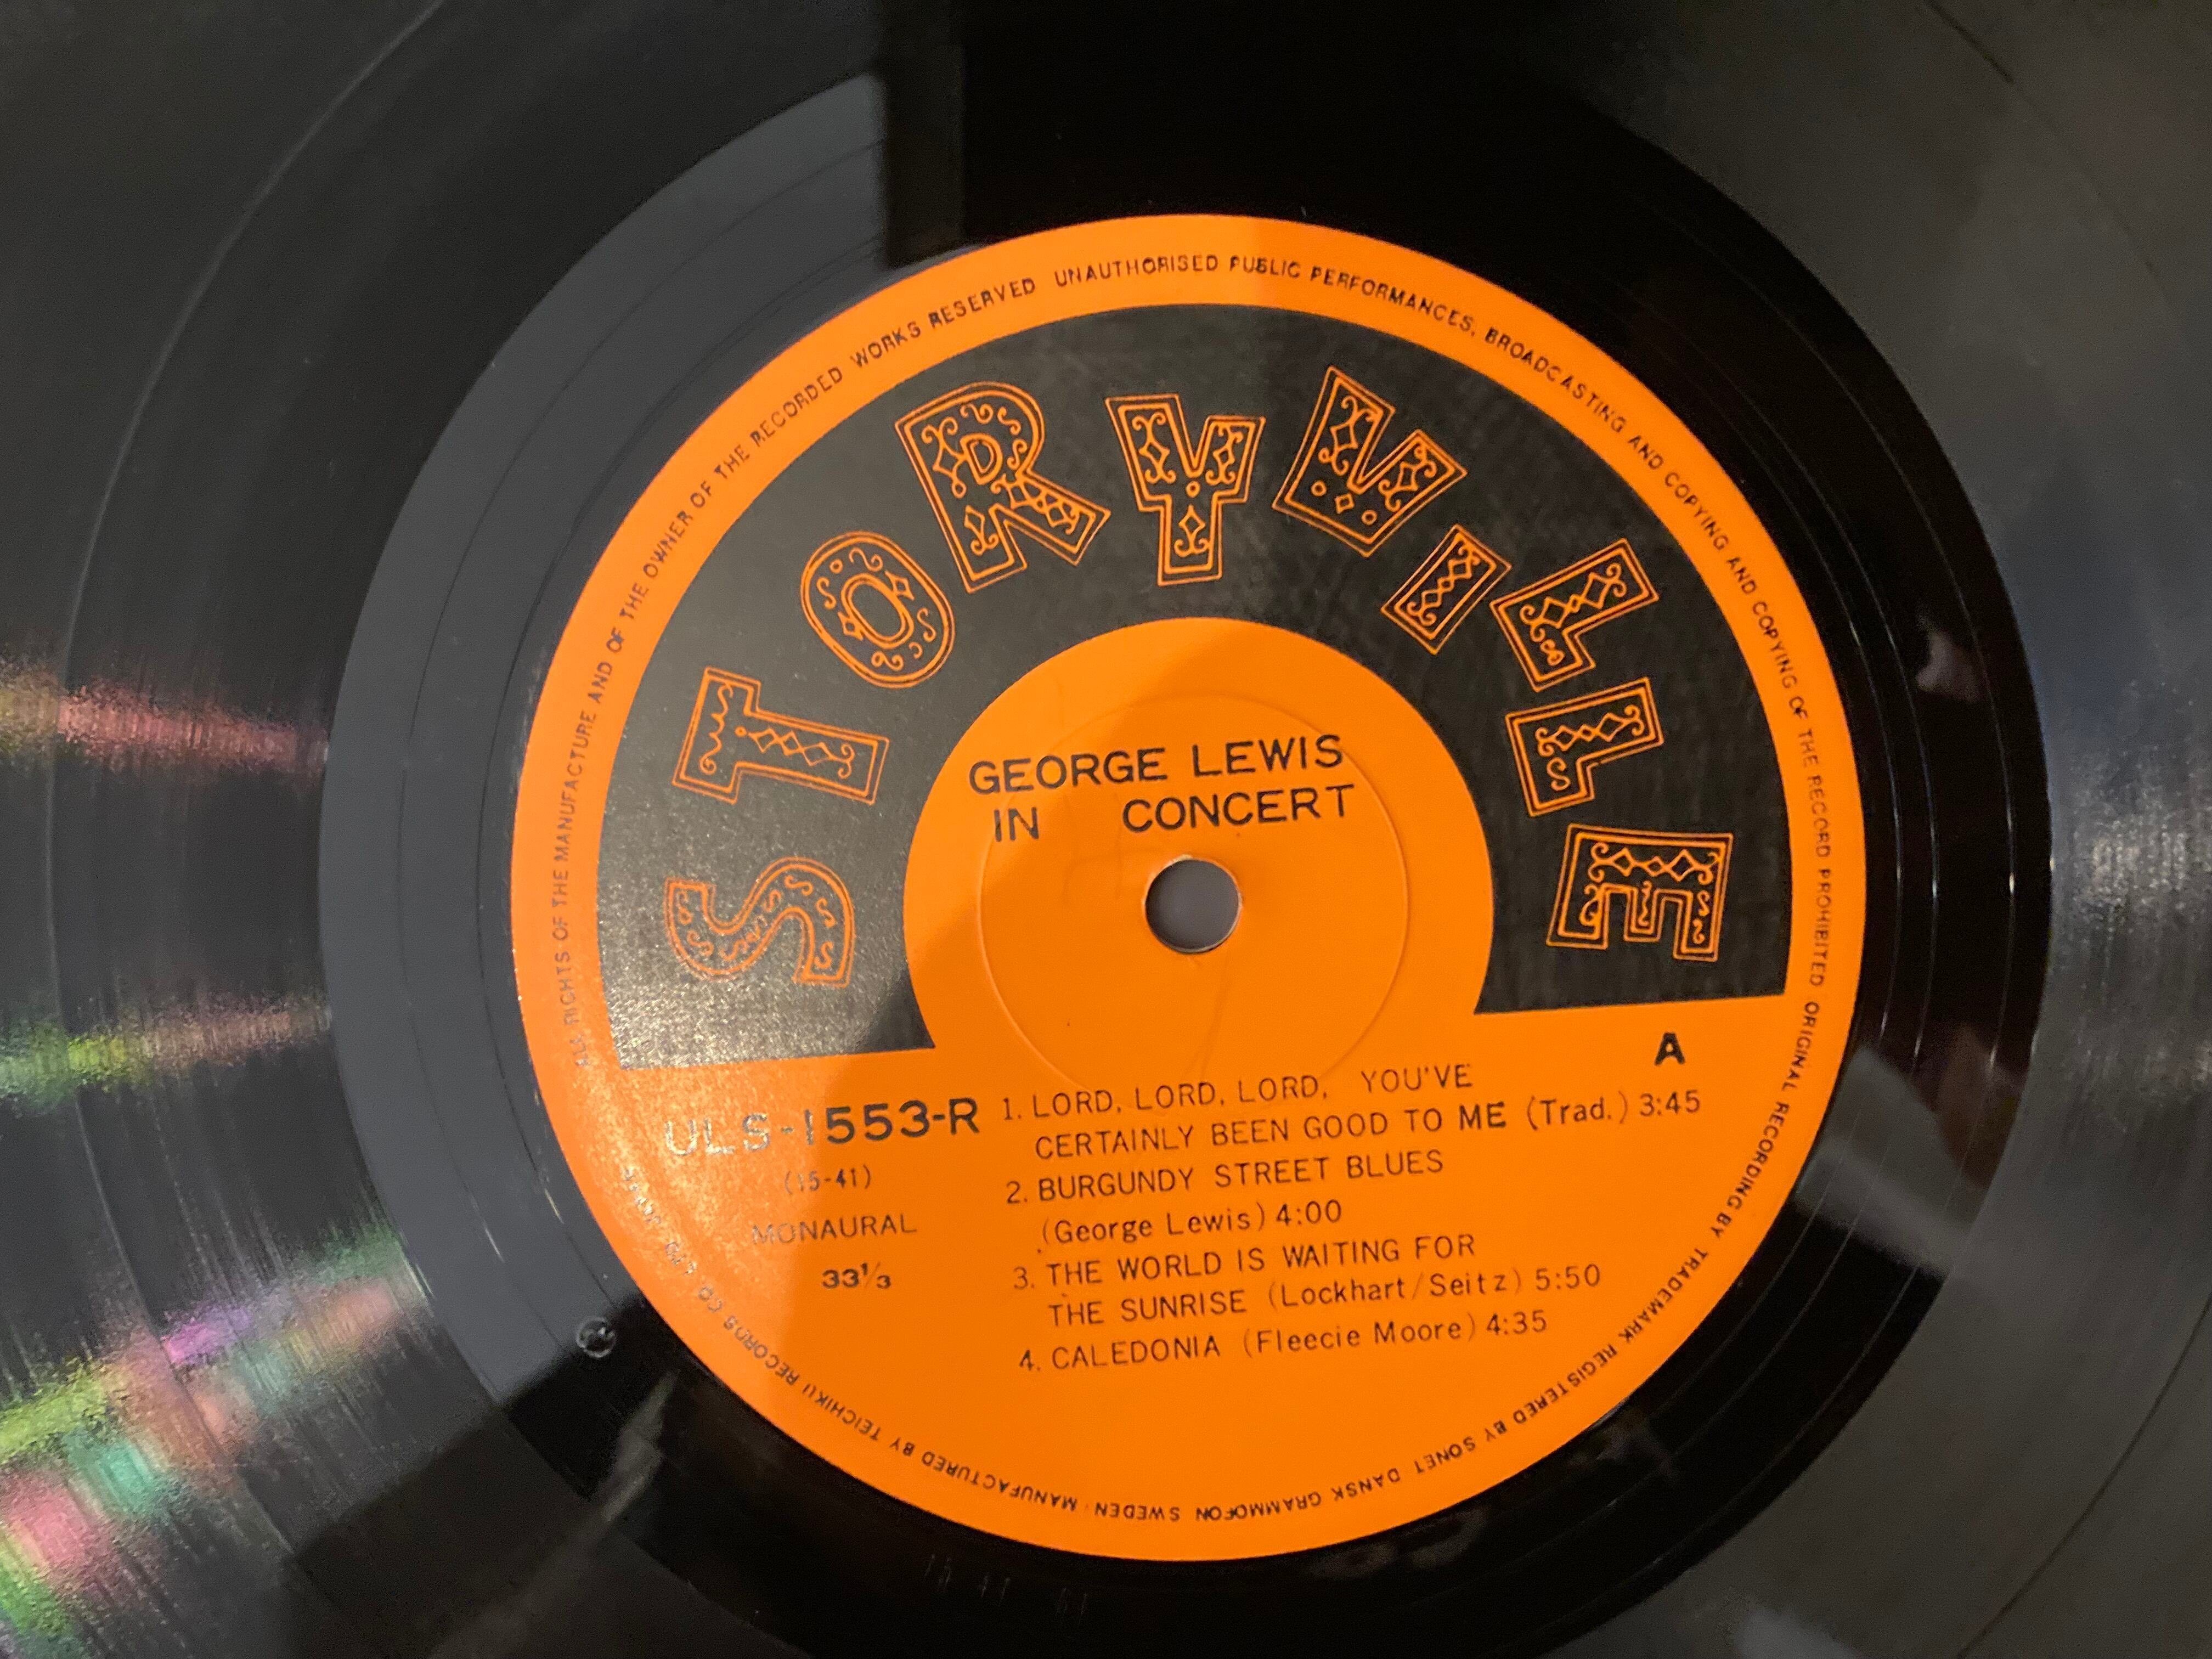 ALL RIGHTS OF THE MANUFACTURE AND OF THE OWNER OF THE RECORDED WORKS RESERVED UNAUTHORISED PUBLIC PERFORMANCES, BROADCASTING AND COPYING AND COPYING OF THE RECORD PROHIBITED
STORYVILLE
GEORGE LEWIS
IN CONCERT
A
ULS-1553-R
(15-41)
MONAURAL
33⅓
1. LORD, LORD, LORD, YOU'VE
CERTAINLY BEEN GOOD TO ME (Trad.) 3:45
2. BURGUNDY STREET BLUES
(George Lewis) 4:00
3. THE WORLD IS WAITING FOR
THE SUNRISE (Lockhart/Seitz) 5:50
4. CALEDONIA (Fleecie Moore) 4:35
ORIGINAL RECORDING BY TRADEMARK REGISTERED BY SONET DANSK GRAMMOFON SWEDEN · MANUFACTURED BY TEICHIKU RECORDS CO.